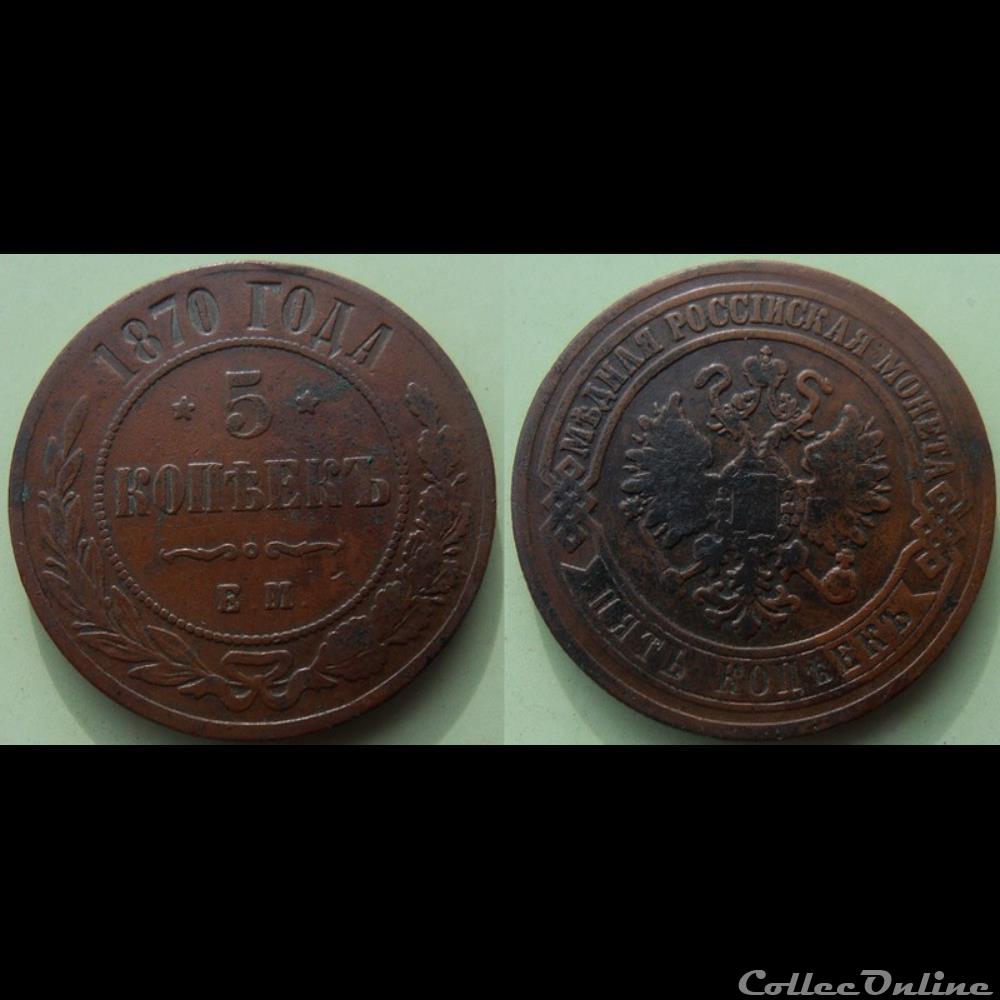 1870 ГОДА
* 5 *
КОПѢЕКЪ
Е М
МѢДНАЯ РОССІЙСКАЯ МОНЕТА
ПЯТЬ КОПѢЕКЪ
CollecOnline